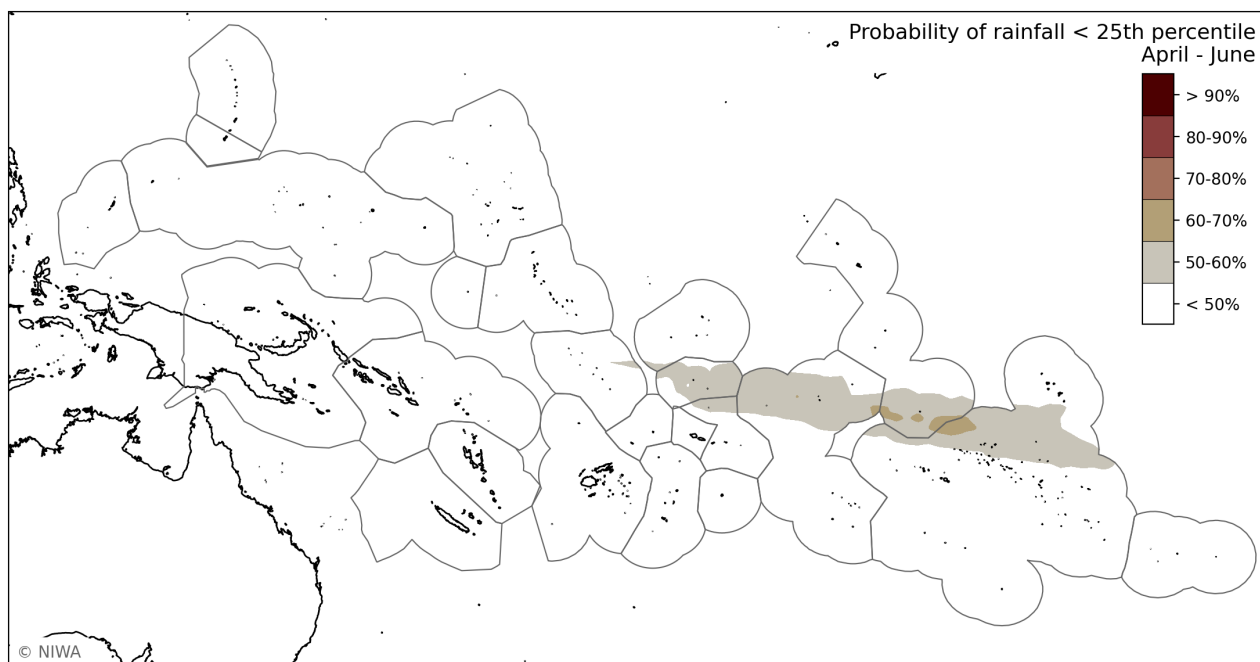 Probability of rainfall < 25th percentile
April - June
> 90%
80-90%
70-80%
60-70%
50-60%
< 50%
© NIWA